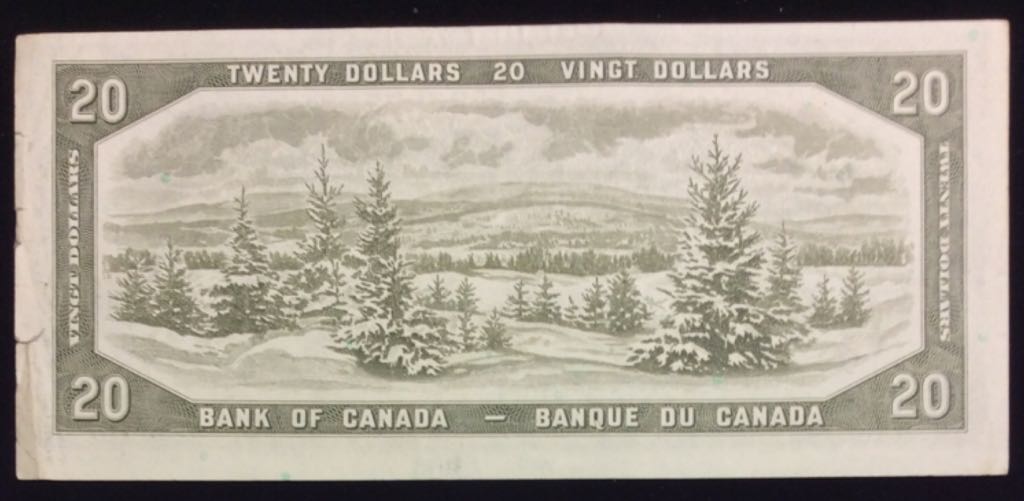 TWENTY DOLLARS 20 VINGT DOLLARS
20
20
VINGT DOLLARS
TWENTY DOLLARS
20
20
BANK OF CANADA — BANQUE DU CANADA